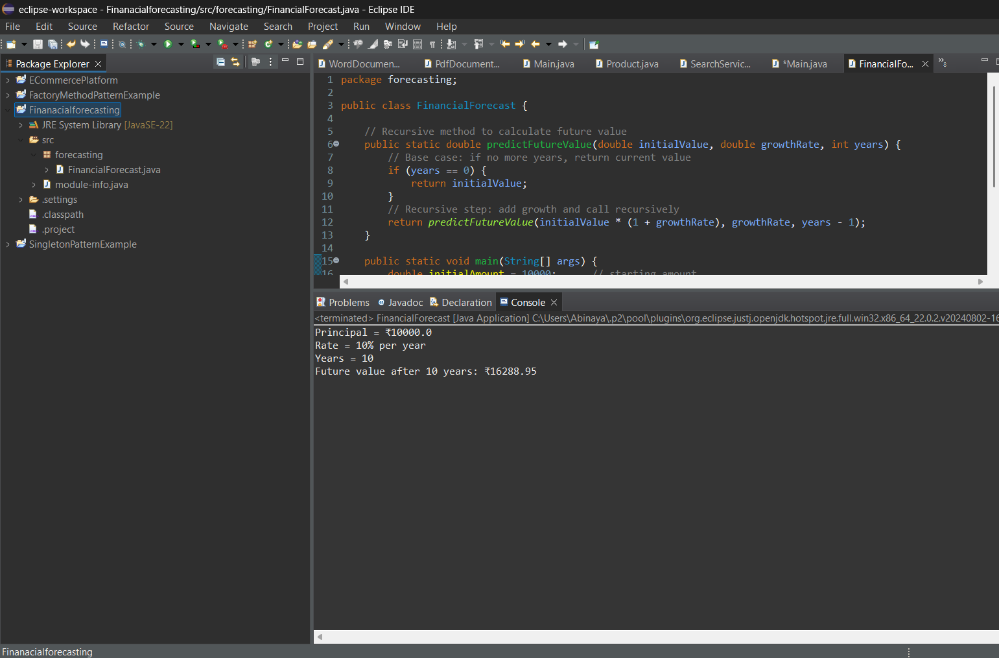 eclipse-workspace - Finanacialforecasting/src/forecasting/FinancialForecast.java - Eclipse IDE
File Edit Source Refactor Source Navigate Search Project Run Window Help
Package Explorer
ECommercePlatform
FactoryMethodPatternExample
Finanacialforecasting
JRE System Library [JavaSE-22]
src
forecasting
FinancialForecast.java
module-info.java
.settings
.classpath
.project
SingletonPatternExample
WordDocumen... PdfDocument... Main.java Product.java SearchServic... *Main.java FinancialFo... »8
1 package forecasting;
2
3 public class FinancialForecast {
4
5 // Recursive method to calculate future value
6 public static double predictFutureValue(double initialValue, double growthRate, int years) {
7 // Base case: if no more years, return current value
8 if (years == 0) {
9 return initialValue;
10 }
11 // Recursive step: add growth and call recursively
12 return predictFutureValue(initialValue * (1 + growthRate), growthRate, years - 1);
13 }
14
15 public static void main(String[] args) {
16 double initialAmount = 10000; // starting amount
Problems Javadoc Declaration Console
<terminated> FinancialForecast [Java Application] C:\Users\Abinaya\.p2\pool\plugins\org.eclipse.justj.openjdk.hotspot.jre.full.win32.x86_64_22.0.2.v20240802-16
Principal = ₹10000.0
Rate = 10% per year
Years = 10
Future value after 10 years: ₹16288.95
Finanacialforecasting